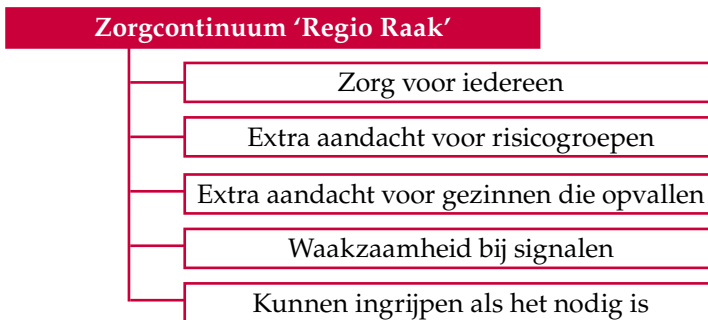 Zorgcontinuum ‘Regio Raak’
Zorg voor iedereen
Extra aandacht voor risicogroepen
Extra aandacht voor gezinnen die opvallen
Waakzaamheid bij signalen
Kunnen ingrijpen als het nodig is